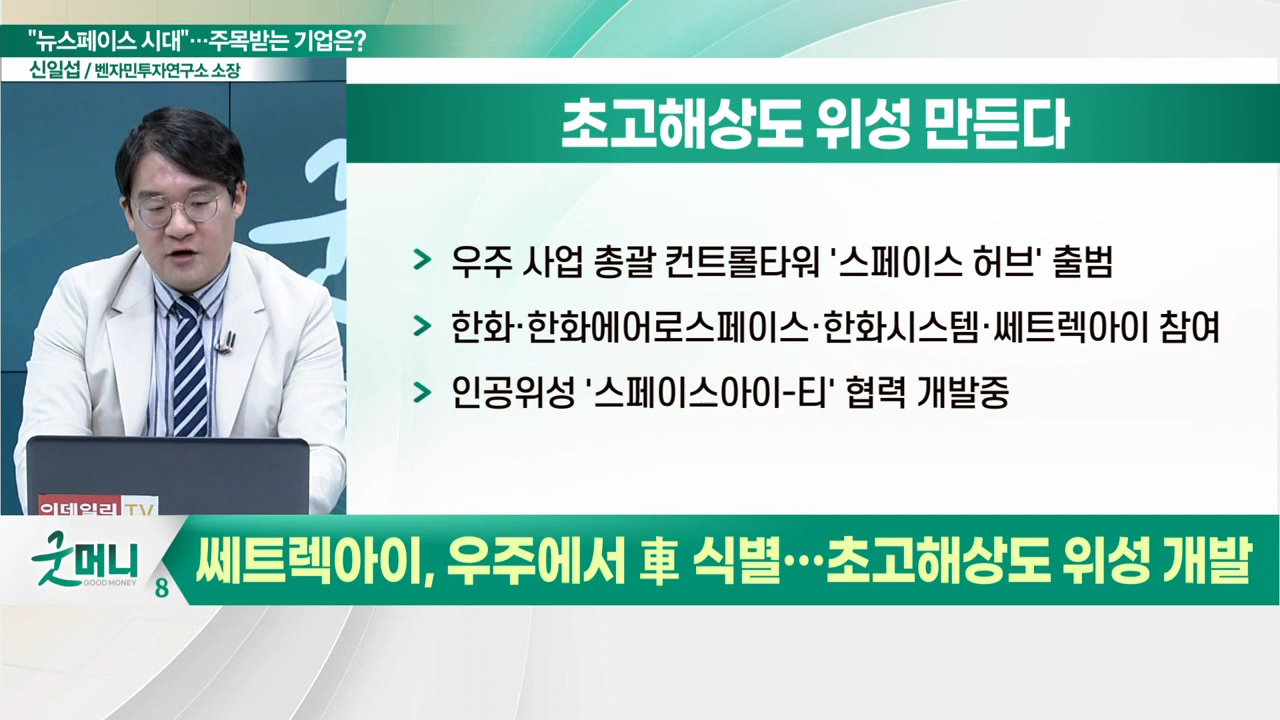 "뉴스페이스 시대"…주목받는 기업은?
신일섭 / 벤자민투자연구소 소장
초고해상도 위성 만든다
> 우주 사업 총괄 컨트롤타워 '스페이스 허브' 출범
> 한화·한화에어로스페이스·한화시스템·쎄트렉아이 참여
> 인공위성 '스페이스아이-티' 협력 개발중
이데일리 TV
굿머니
GOOD MONEY
8
쎄트렉아이, 우주에서 車 식별…초고해상도 위성 개발